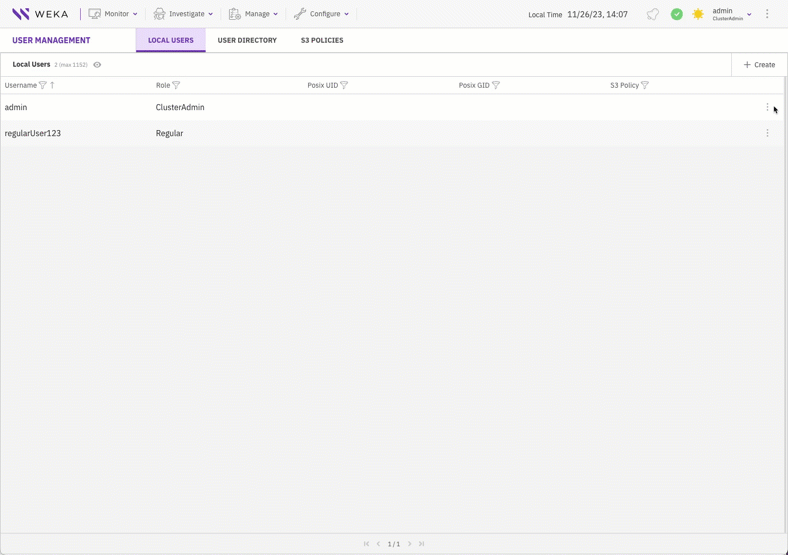 WEKA Monitor Investigate Manage Configure Local Time 11/26/23, 14:07 admin
ClusterAdmin
USER MANAGEMENT LOCAL USERS USER DIRECTORY S3 POLICIES
Local Users 2 (max 1152) Create
Username Role Posix UID Posix GID S3 Policy
admin ClusterAdmin
regularUser123 Regular
1 / 1